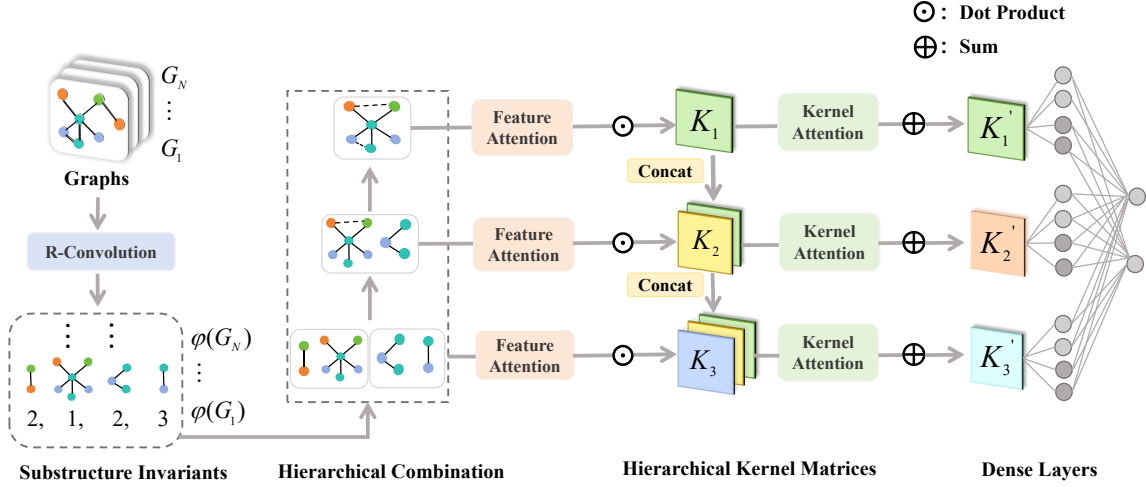 ⊙: Dot Product
⊕: Sum
G_N
⋮
G_1
Graphs
R-Convolution
⋮ ⋮
φ(G_N)
⋮
φ(G_1)
2, 1, 2, 3
Substructure Invariants
Hierarchical Combination
Feature
Attention
⊙
K_1
Kernel
Attention
⊕
K_1'
Concat
Feature
Attention
⊙
K_2
Kernel
Attention
⊕
K_2'
Concat
Feature
Attention
⊙
K_3
Kernel
Attention
⊕
K_3'
Hierarchical Kernel Matrices
Dense Layers